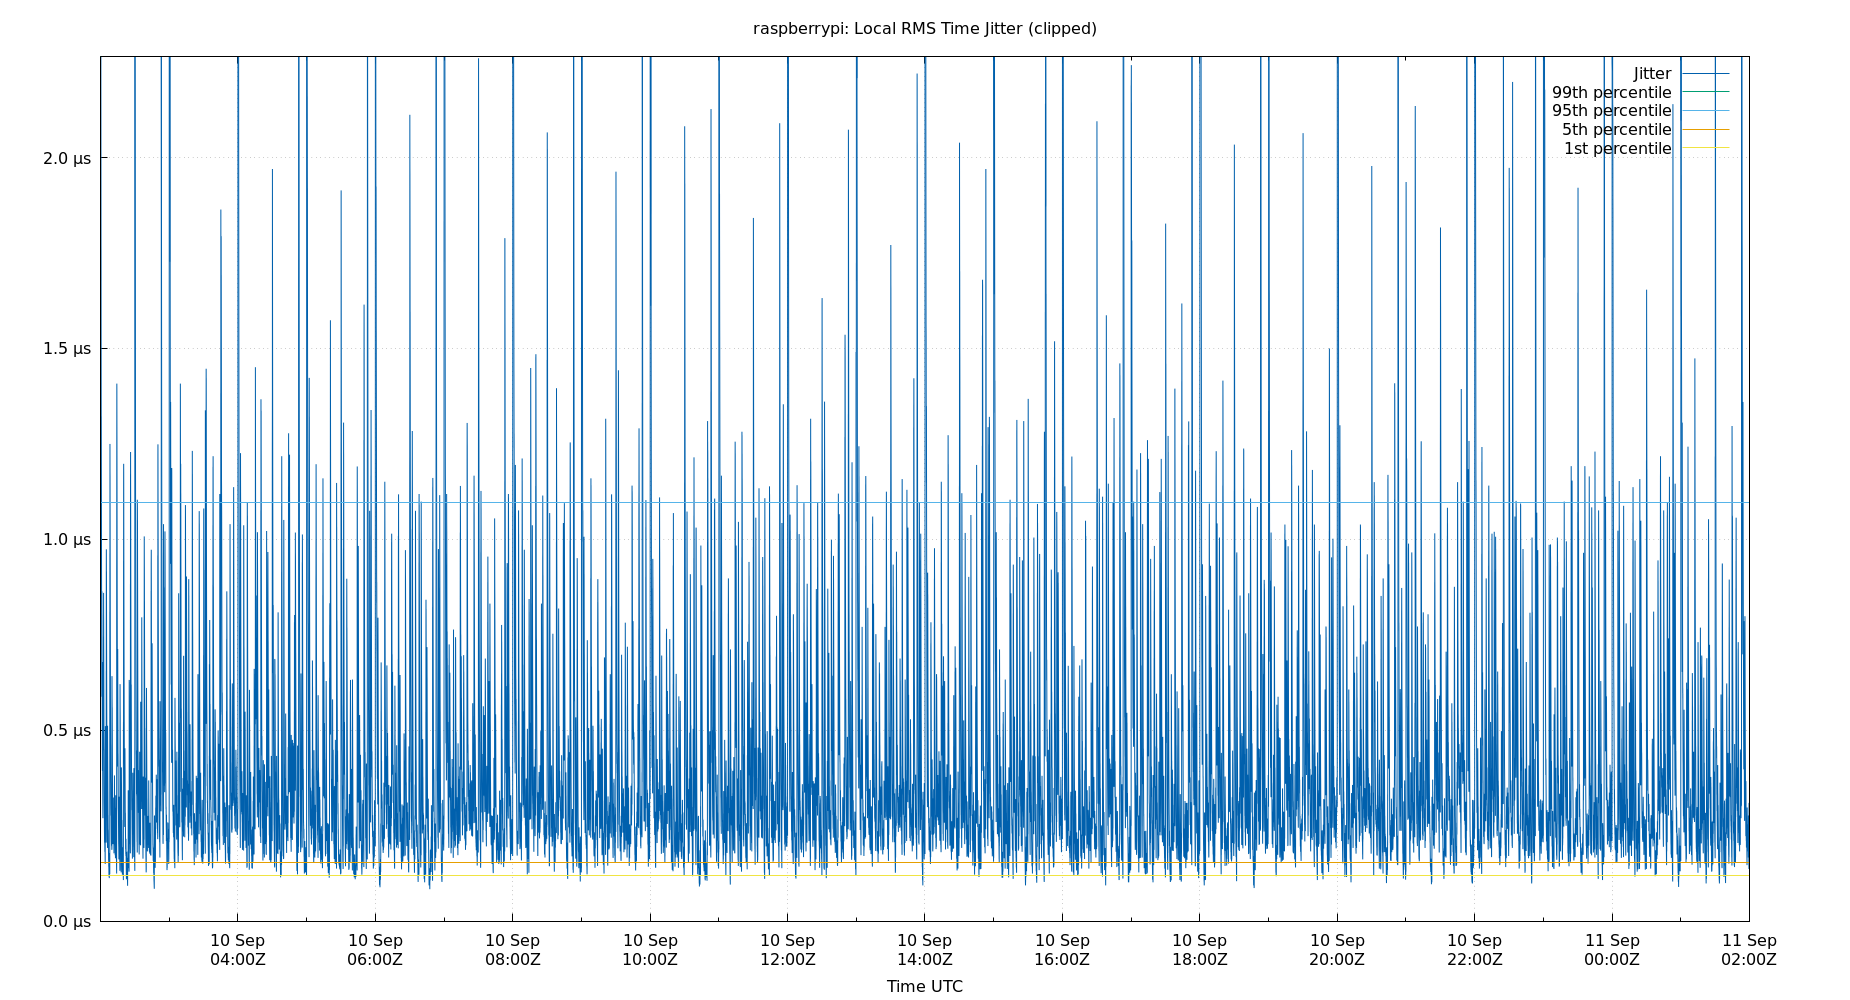 raspberrypi: Local RMS Time Jitter (clipped)
Jitter
99th percentile
95th percentile
5th percentile
1st percentile
2.0 µs
1.5 µs
1.0 µs
0.5 µs
0.0 µs
10 Sep 10 Sep 10 Sep 10 Sep 10 Sep 10 Sep 10 Sep 10 Sep 10 Sep 10 Sep 11 Sep 11 Sep
04:00Z 06:00Z 08:00Z 10:00Z 12:00Z 14:00Z 16:00Z 18:00Z 20:00Z 22:00Z 00:00Z 02:00Z
Time UTC